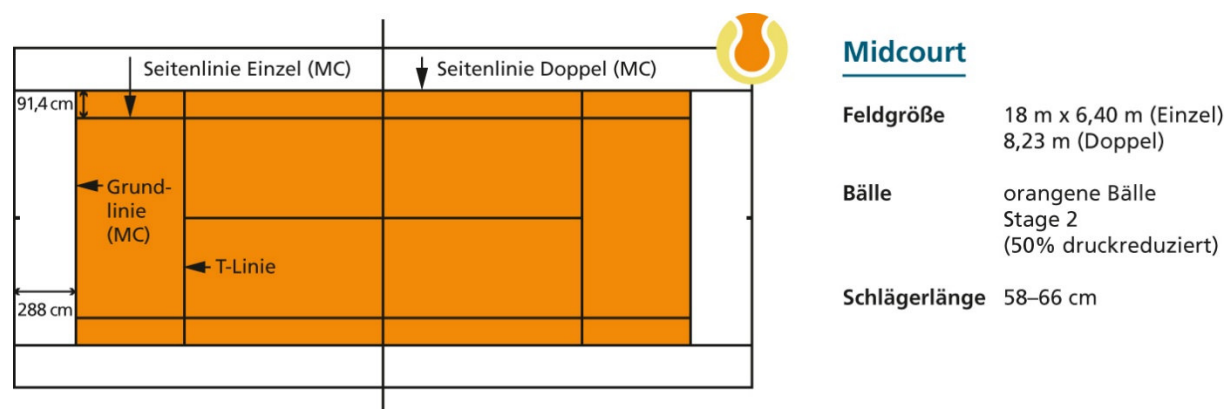 Seitenlinie Einzel (MC)
Seitenlinie Doppel (MC)
91,4 cm
Grund-
linie
(MC)
T-Linie
288 cm
Midcourt
Feldgröße 18 m x 6,40 m (Einzel)
8,23 m (Doppel)
Bälle orangene Bälle
Stage 2
(50% druckreduziert)
Schlägerlänge 58–66 cm